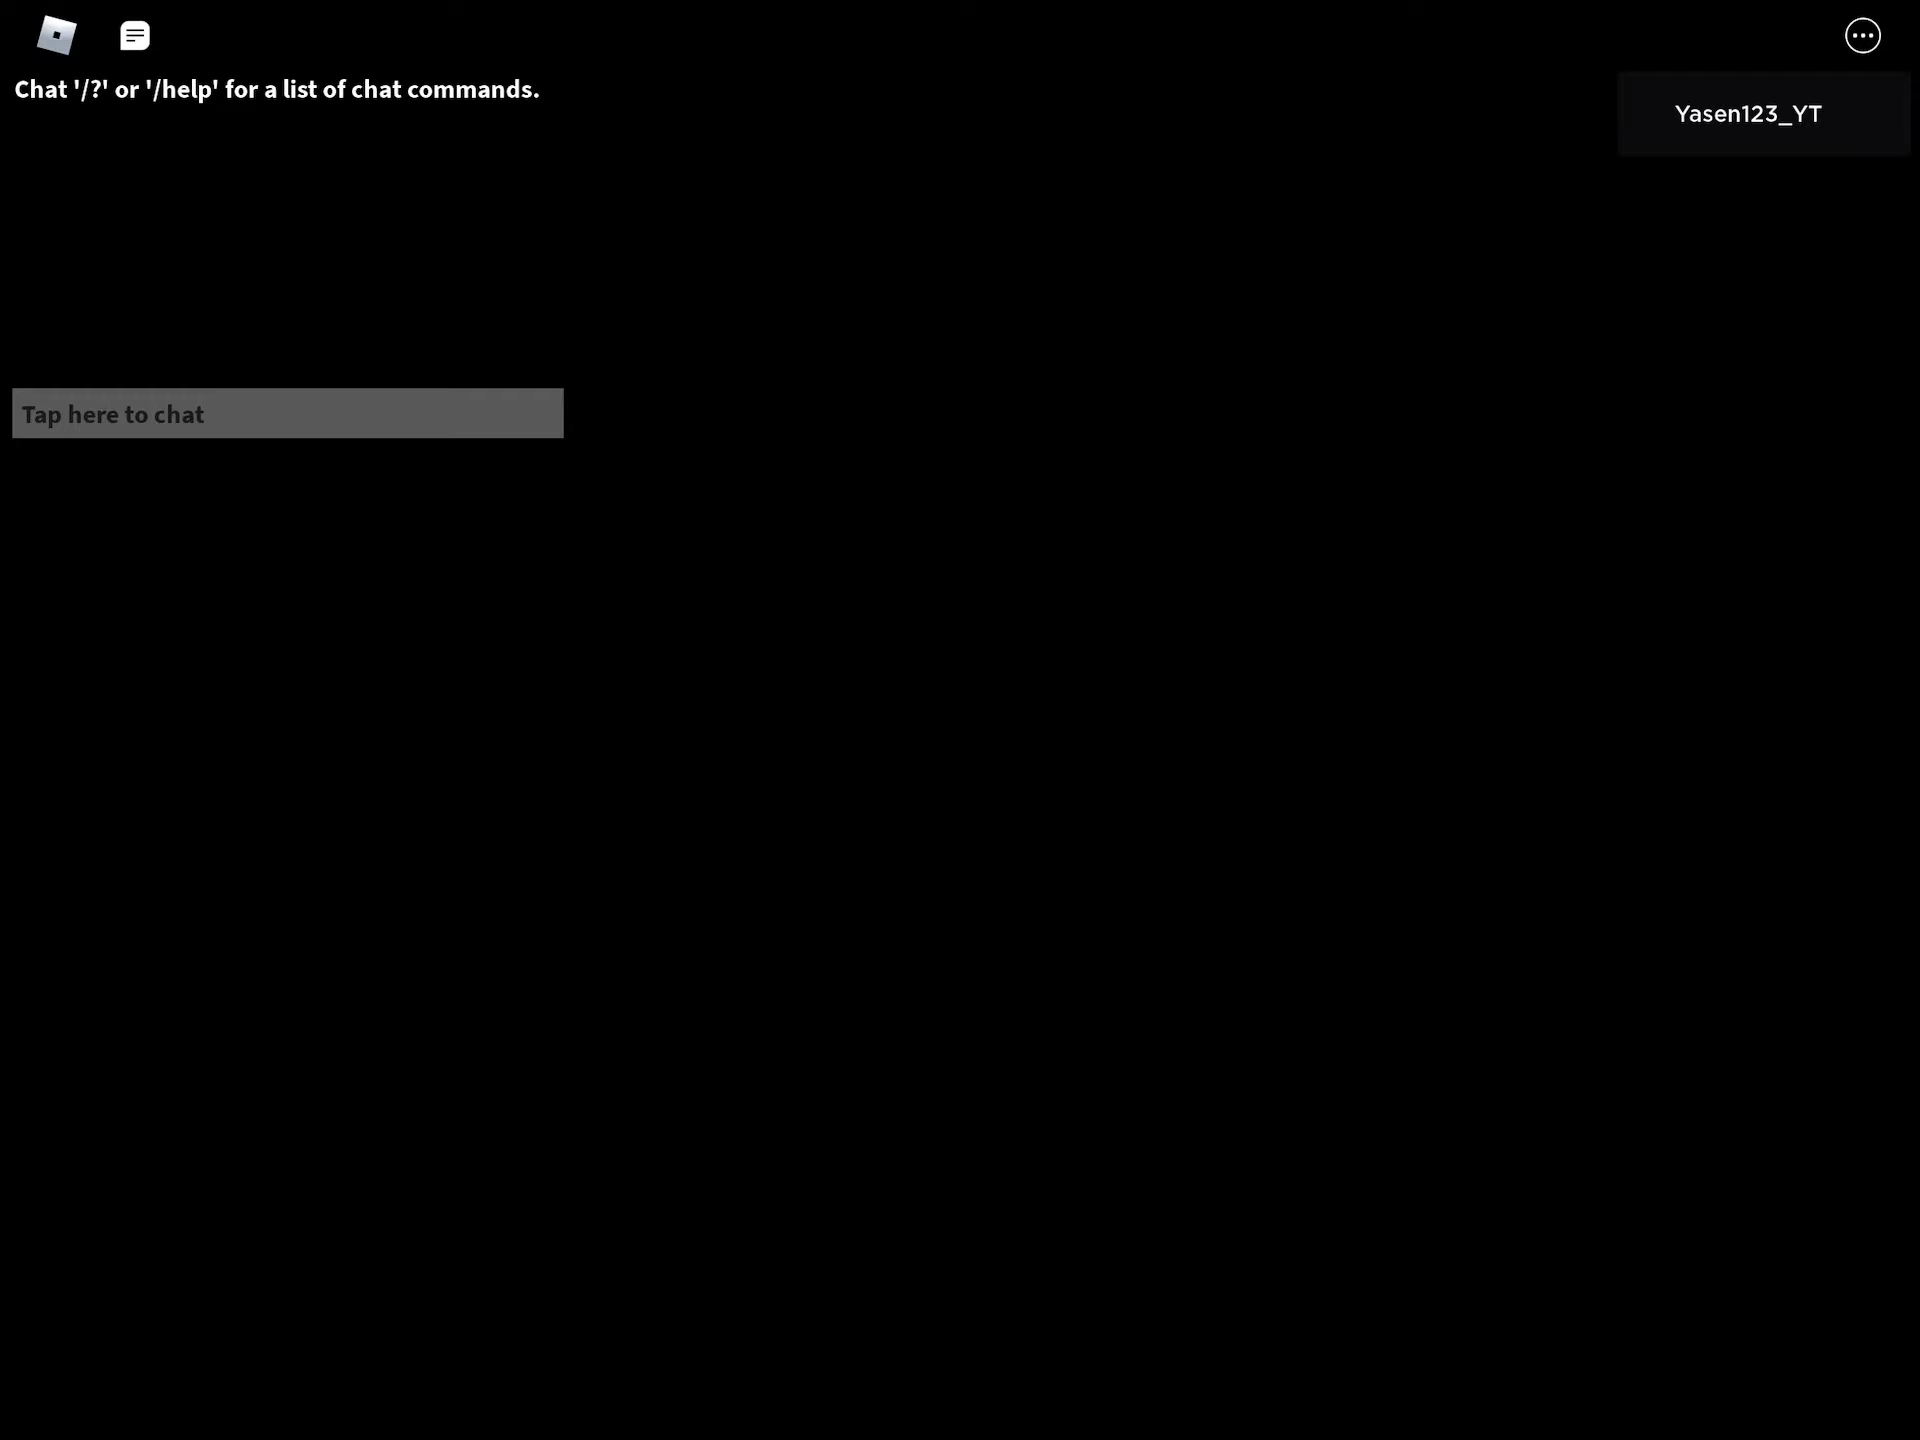 Chat '/?' or '/help' for a list of chat commands.
Yasen123_YT
Tap here to chat